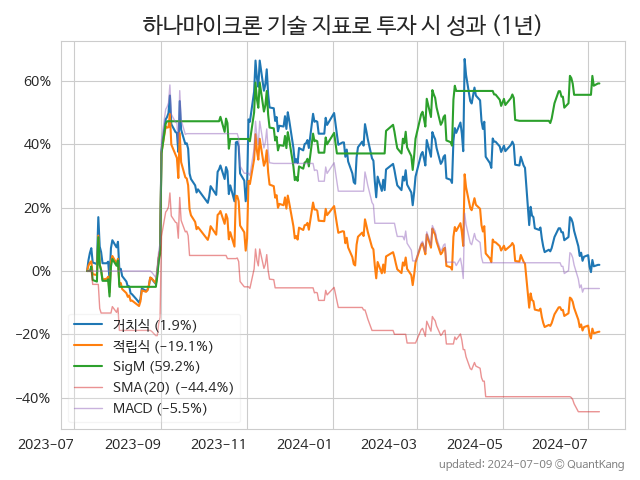 하나마이크론 기술 지표로 투자 시 성과 (1년)
60%
40%
20%
0%
−20%
−40%
거치식 (1.9%)
적립식 (−19.1%)
SigM (59.2%)
SMA(20) (−44.4%)
MACD (−5.5%)
2023-07 2023-09 2023-11 2024-01 2024-03 2024-05 2024-07
updated: 2024-07-09 ⓒ QuantKang